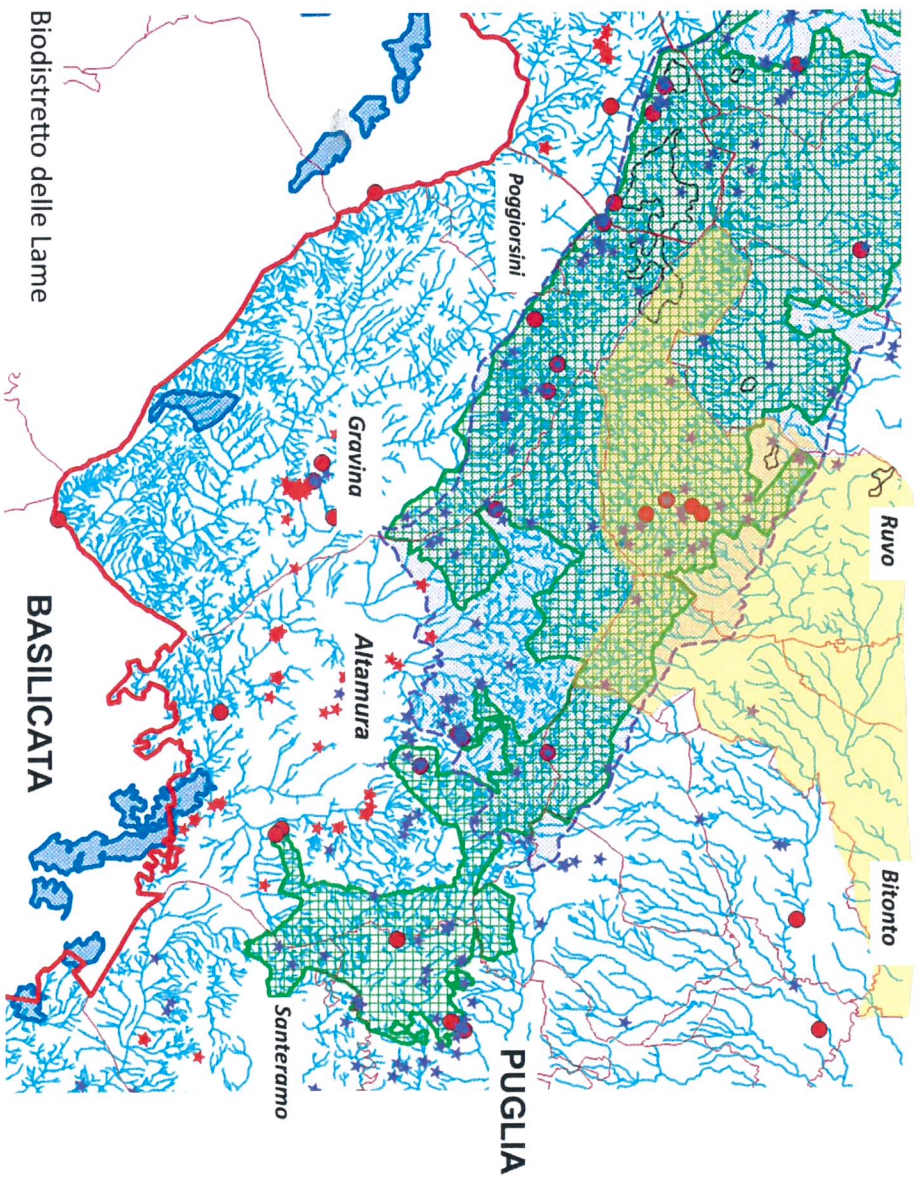 Ruvo
Bitonto
Poggiorsini
Gravina
Altamura
Santeramo
PUGLIA
BASILICATA
Biodistretto delle Lame